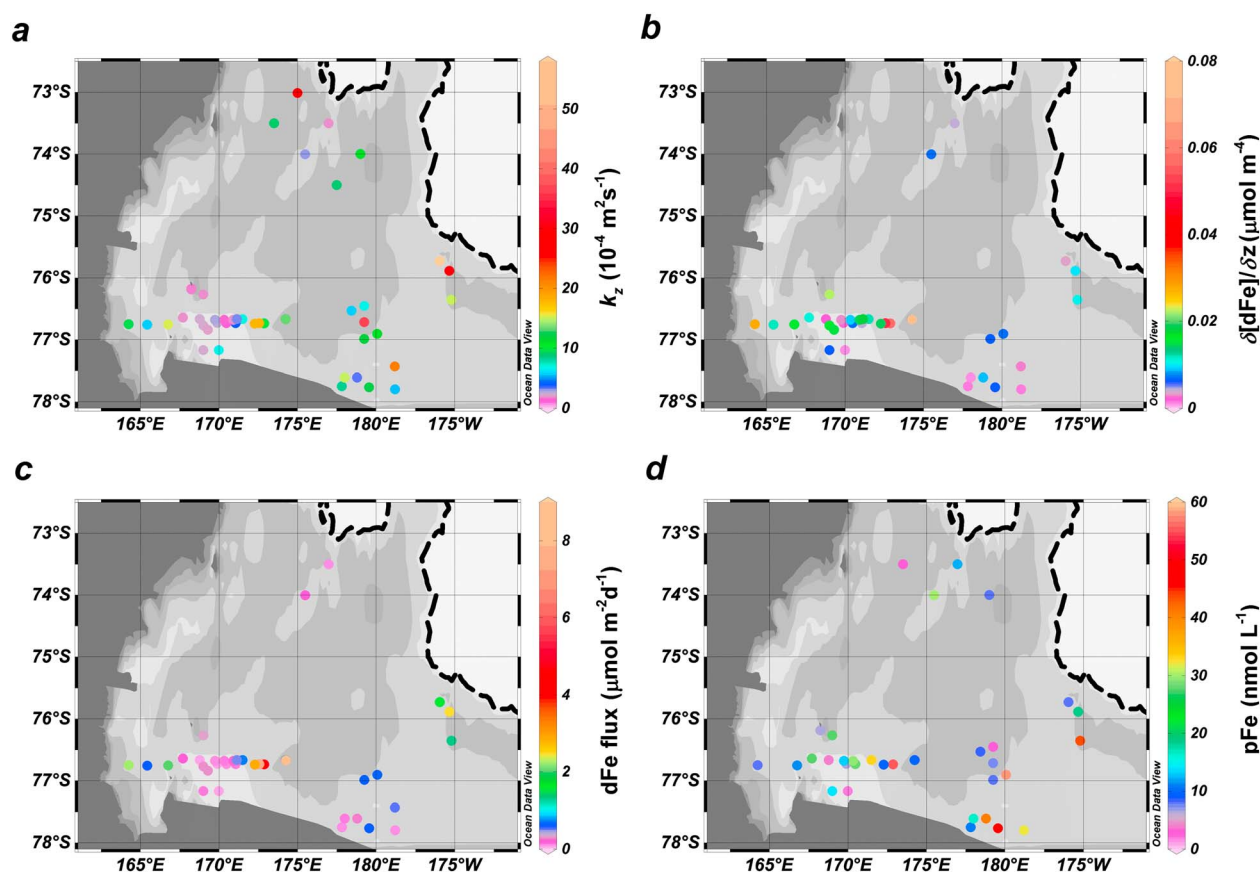 a
73°S
74°S
75°S
76°S
77°S
78°S
165°E
170°E
175°E
180°E
175°W
Ocean Data View
50
40
30
20
10
0
k_z (10⁻⁴ m²s⁻¹)
b
73°S
74°S
75°S
76°S
77°S
78°S
165°E
170°E
175°E
180°E
175°W
Ocean Data View
0.08
0.06
0.04
0.02
0
δ[dFe]/δz (μmol m⁻⁴)
c
73°S
74°S
75°S
76°S
77°S
78°S
165°E
170°E
175°E
180°E
175°W
Ocean Data View
8
6
4
2
0
dFe flux (μmol m⁻²d⁻¹)
d
73°S
74°S
75°S
76°S
77°S
78°S
165°E
170°E
175°E
180°E
175°W
Ocean Data View
60
50
40
30
20
10
0
pFe (nmol L⁻¹)